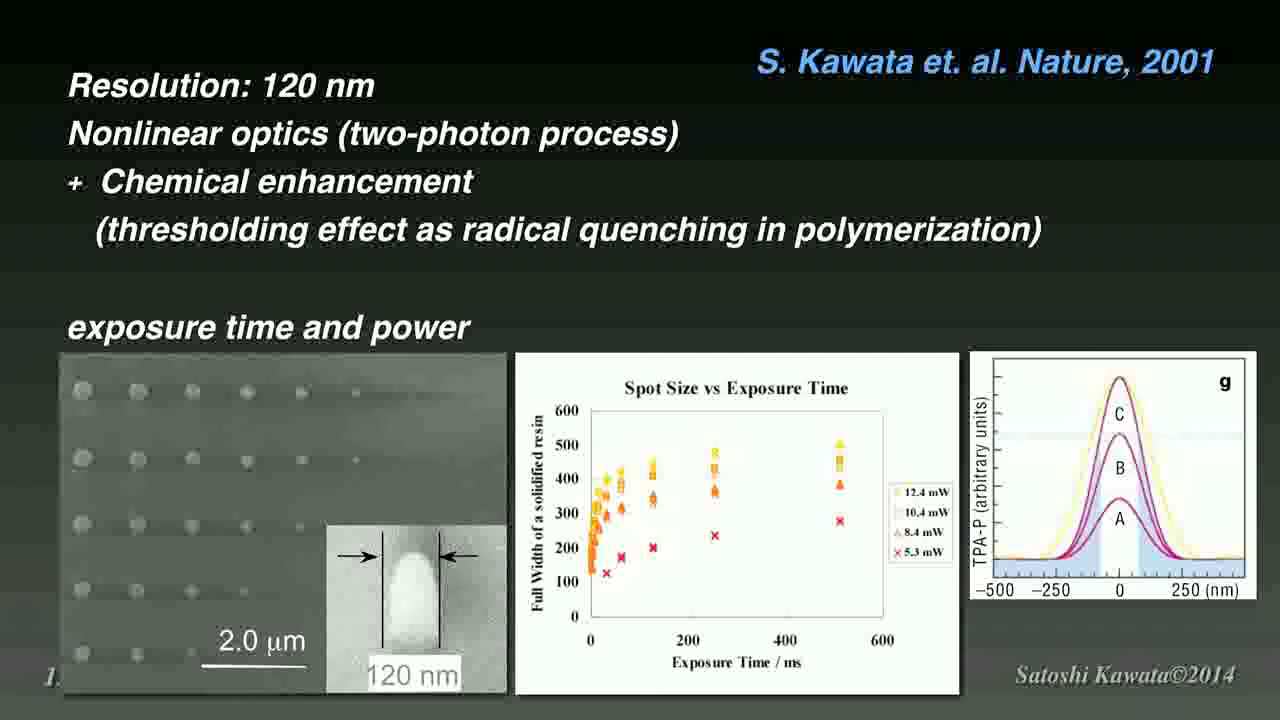 S. Kawata et. al. Nature, 2001
Resolution: 120 nm
Nonlinear optics (two-photon process)
+ Chemical enhancement
(thresholding effect as radical quenching in polymerization)
exposure time and power
2.0 μm
120 nm
Spot Size vs Exposure Time
Full Width of a solidified resin
600
500
400
300
200
100
0
0 200 400 600
Exposure Time / ms
12.4 mW
10.4 mW
8.4 mW
5.3 mW
g
TPA-P (arbitrary units)
C
B
A
−500 −250 0 250 (nm)
Satoshi Kawata©2014